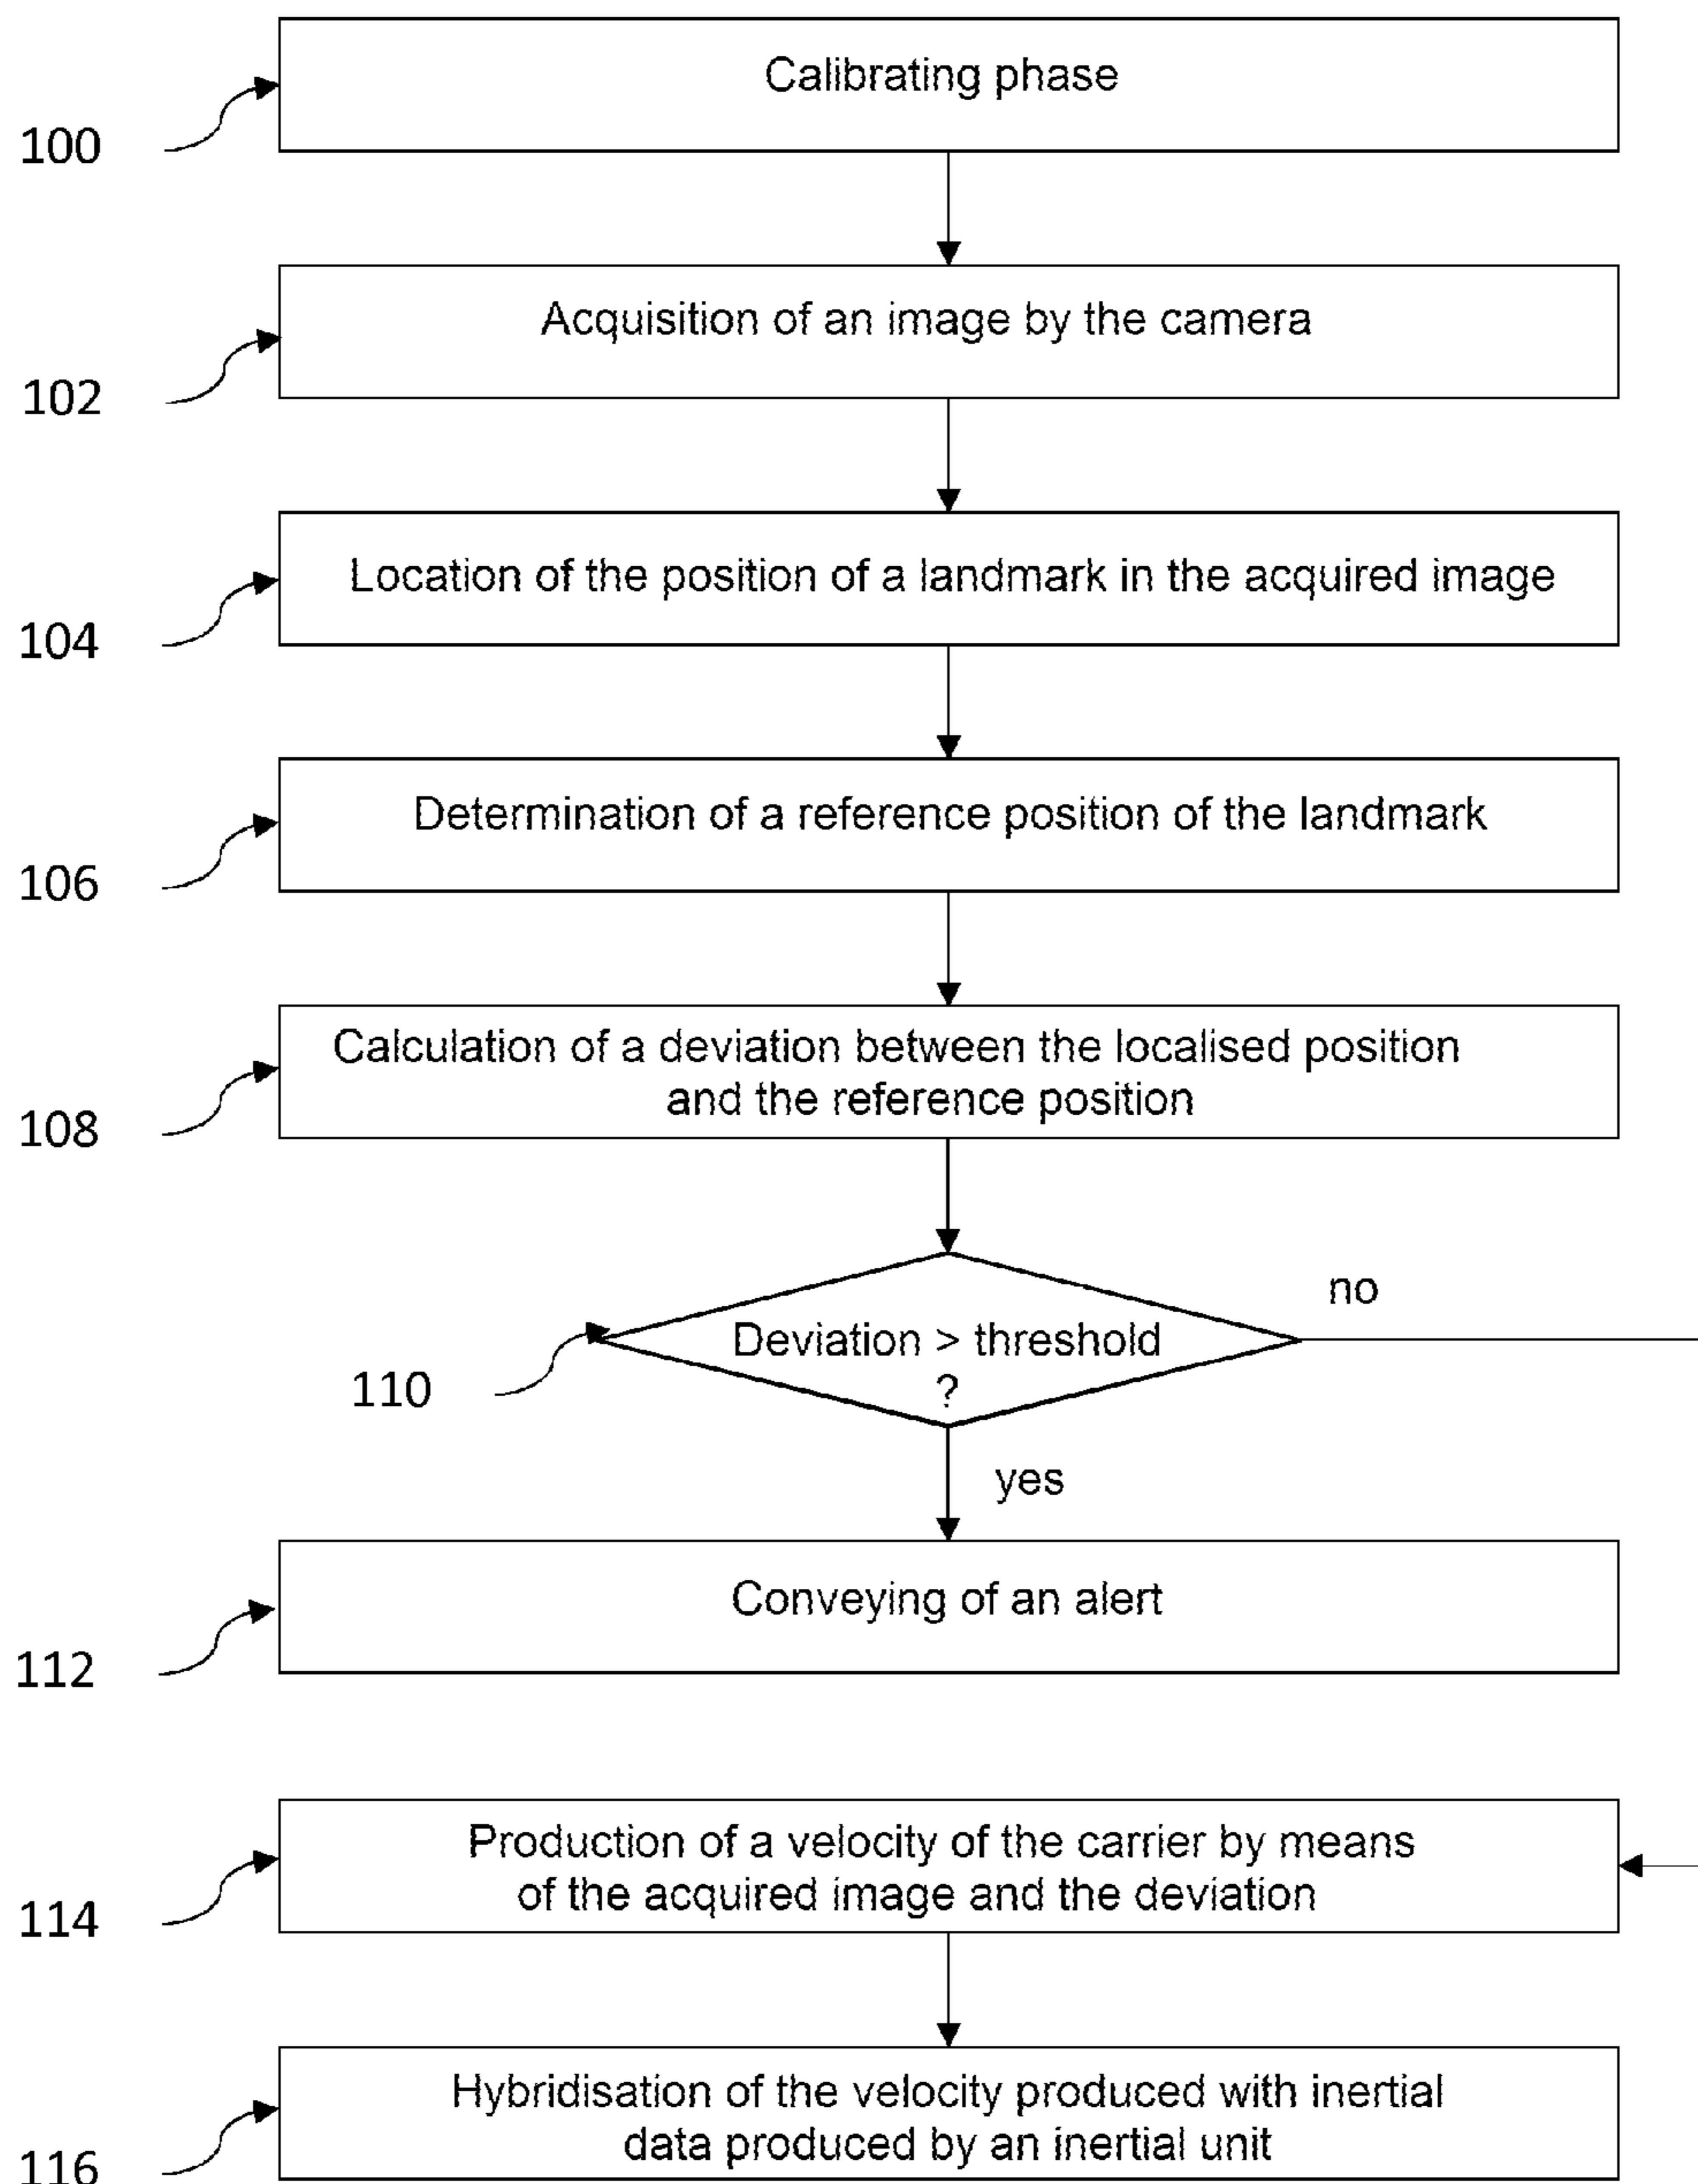 Calibrating phase
100
Acquisition of an image by the camera
102
Location of the position of a landmark in the acquired image
104
Determination of a reference position of the landmark
106
Calculation of a deviation between the localised position
and the reference position
108
no
Deviation > threshold
?
110
yes
Conveying of an alert
112
Production of a velocity of the carrier by means
of the acquired image and the deviation
114
Hybridisation of the velocity produced with inertial
data produced by an inertial unit
116